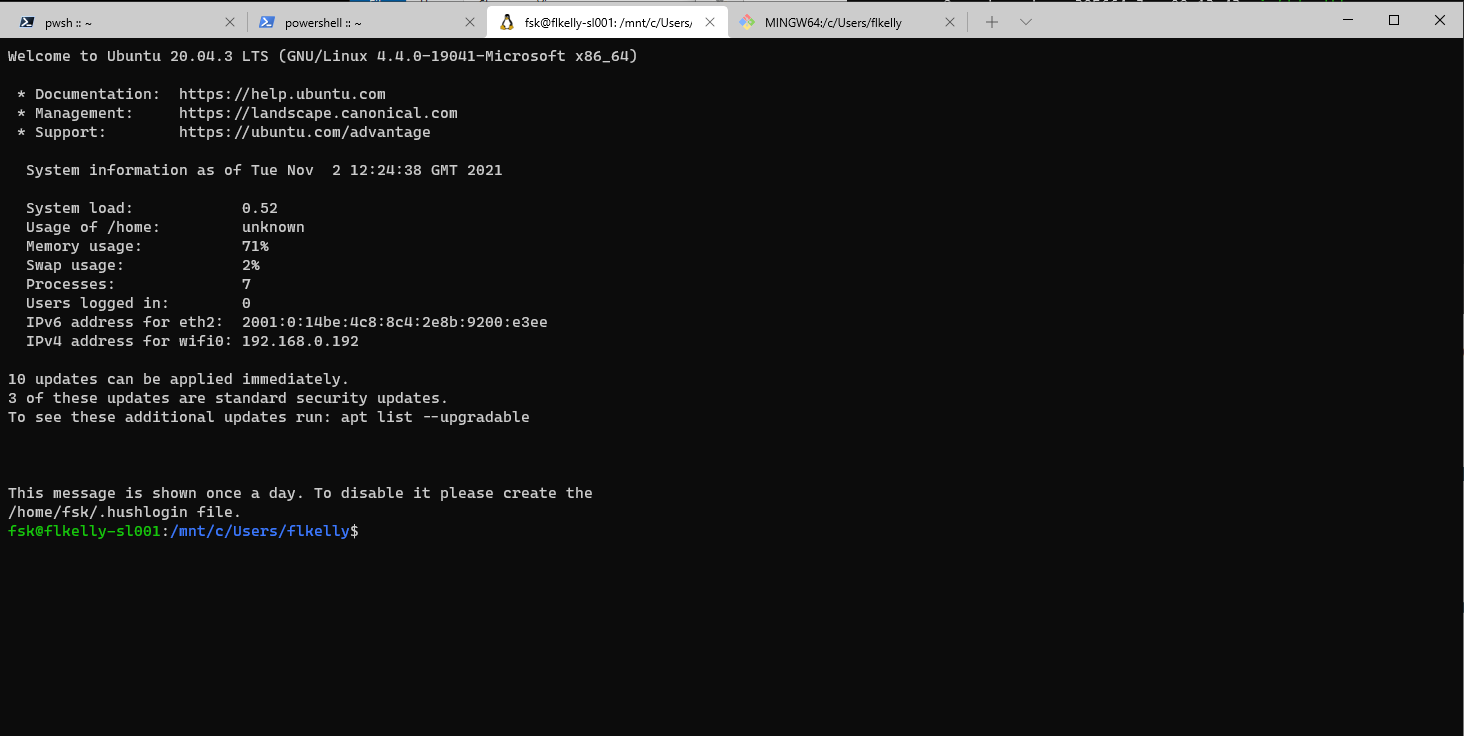 pwsh :: ~
powershell :: ~
fsk@flkelly-sl001: /mnt/c/Users/
MINGW64:/c/Users/flkelly
Welcome to Ubuntu 20.04.3 LTS (GNU/Linux 4.4.0-19041-Microsoft x86_64)
* Documentation:  https://help.ubuntu.com
* Management:     https://landscape.canonical.com
* Support:        https://ubuntu.com/advantage
System information as of Tue Nov  2 12:24:38 GMT 2021
System load:            0.52
Usage of /home:         unknown
Memory usage:           71%
Swap usage:             2%
Processes:              7
Users logged in:        0
IPv6 address for eth2:  2001:0:14be:4c8:8c4:2e8b:9200:e3ee
IPv4 address for wifi0: 192.168.0.192
10 updates can be applied immediately.
3 of these updates are standard security updates.
To see these additional updates run: apt list --upgradable
This message is shown once a day. To disable it please create the
/home/fsk/.hushlogin file.
fsk@flkelly-sl001:/mnt/c/Users/flkelly$